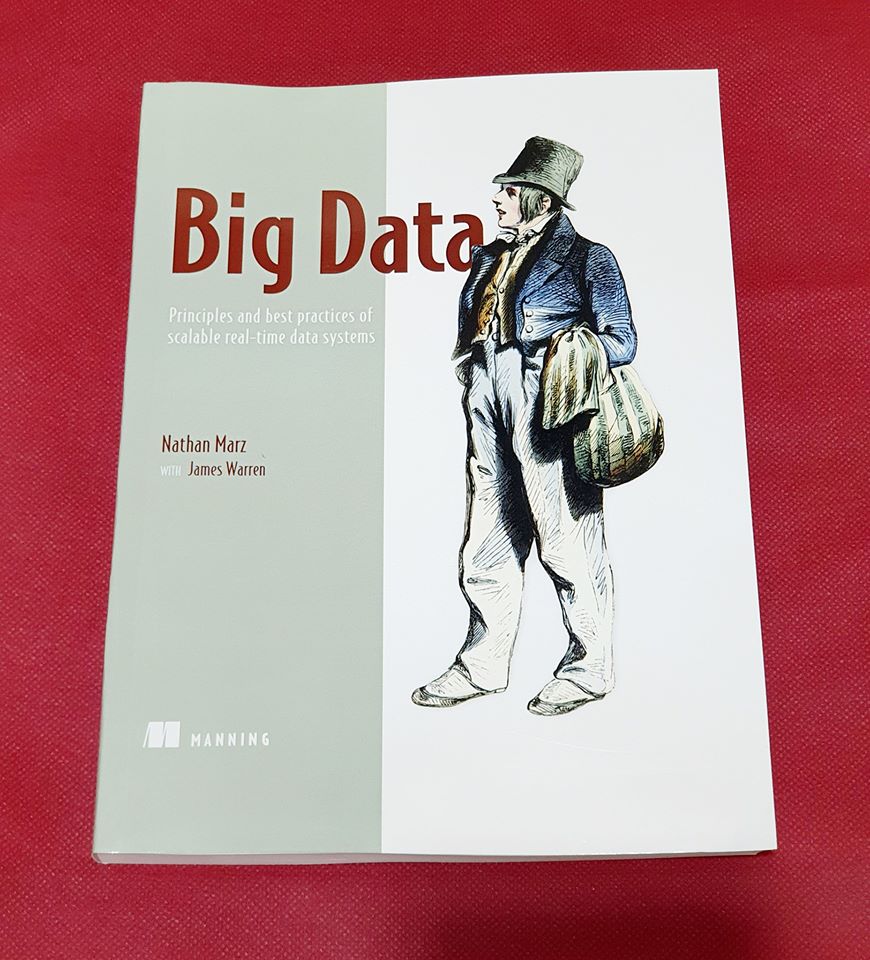 Big Data
Principles and best practices of
scalable real-time data systems
Nathan Marz
WITH James Warren
MANNING